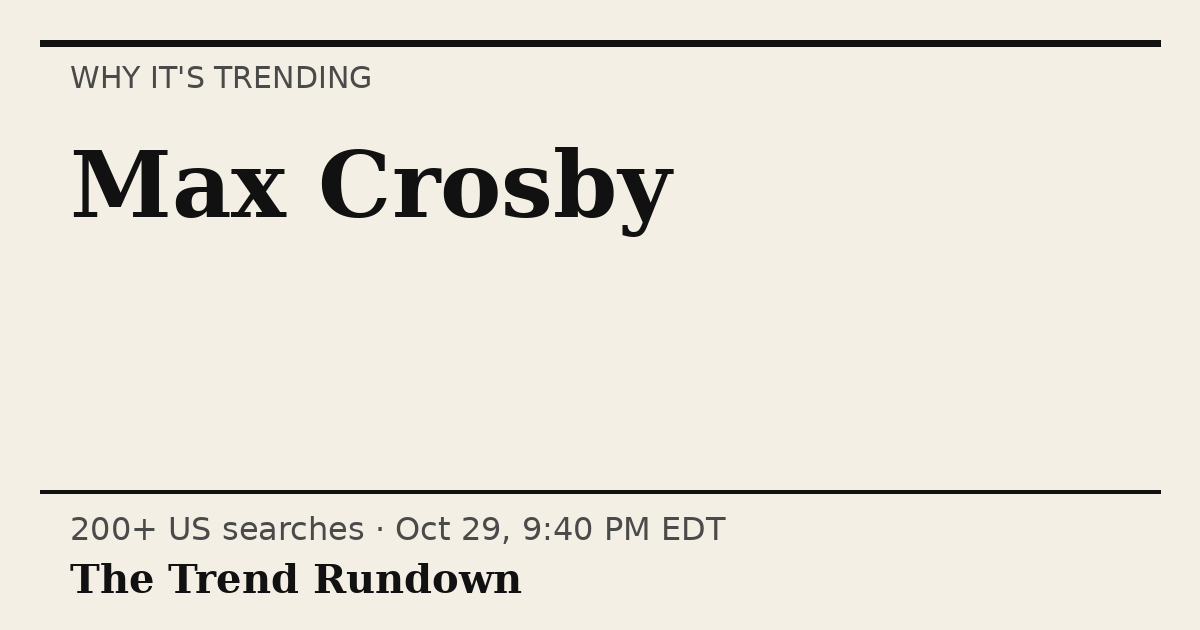 WHY IT'S TRENDING
Max Crosby
200+ US searches · Oct 29, 9:40 PM EDT
The Trend Rundown